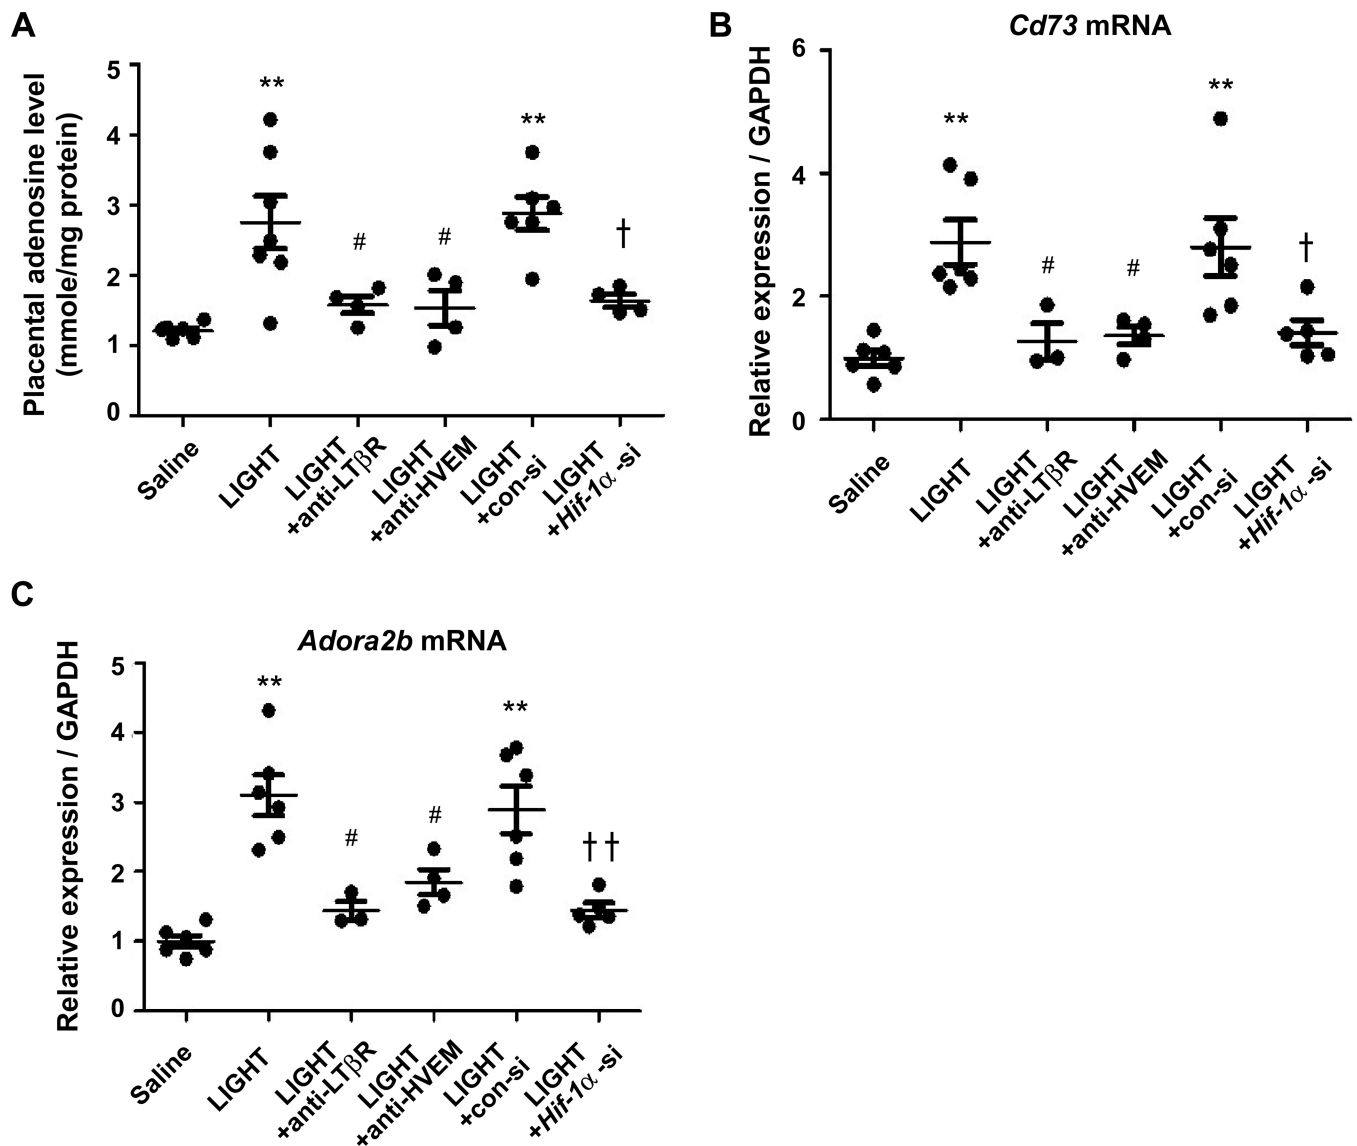 A
Placental adenosine level
(mmole/mg protein)
5
4
3
2
1
0
**
#
#
**
†
Saline
LIGHT
LIGHT
+anti-LTβR
LIGHT
+anti-HVEM
LIGHT
+con-si
LIGHT
+Hif-1α -si
B
Cd73 mRNA
Relative expression / GAPDH
6
4
2
0
**
#
#
**
†
Saline
LIGHT
LIGHT
+anti-LTβR
LIGHT
+anti-HVEM
LIGHT
+con-si
LIGHT
+Hif-1α -si
C
Adora2b mRNA
Relative expression / GAPDH
5
4
3
2
1
0
**
#
#
**
††
Saline
LIGHT
LIGHT
+anti-LTβR
LIGHT
+anti-HVEM
LIGHT
+con-si
LIGHT
+Hif-1α -si